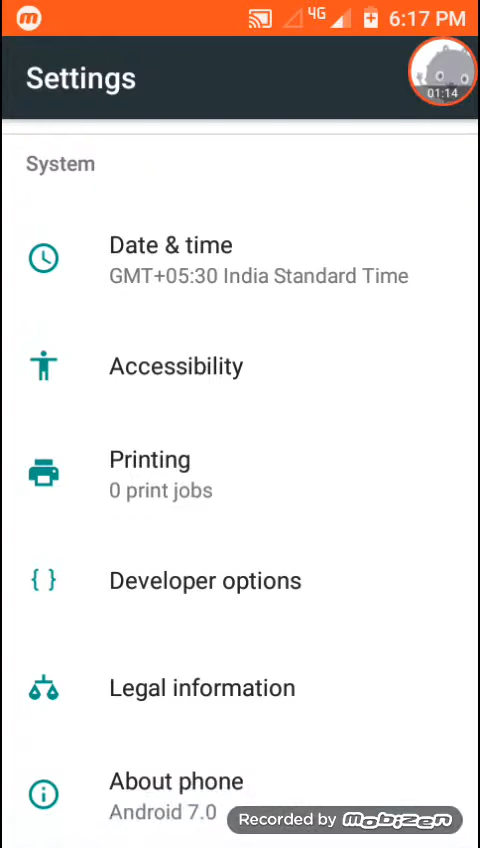 4G 6:17 PM
Settings
01:14
System
Date & time
GMT+05:30 India Standard Time
Accessibility
Printing
0 print jobs
{ } Developer options
Legal information
About phone
Android 7.0
Recorded by Mobizen